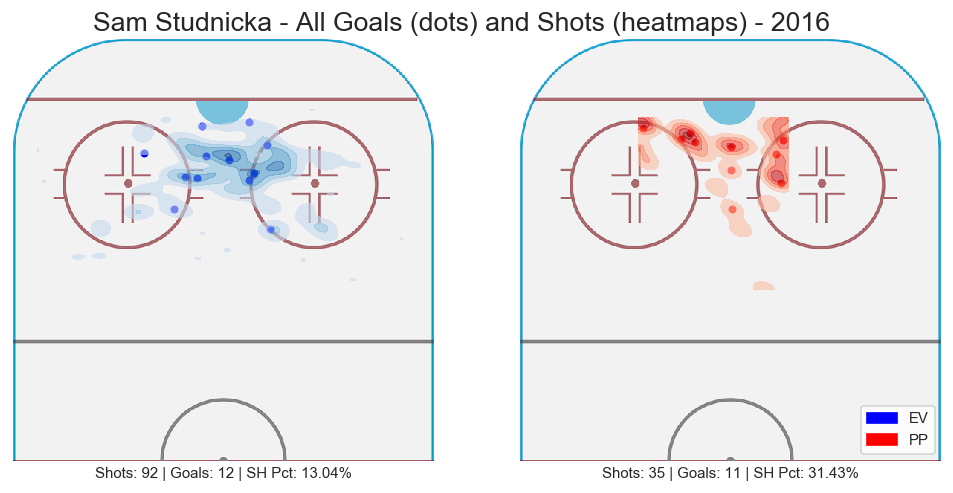 Sam Studnicka - All Goals (dots) and Shots (heatmaps) - 2016
EV
PP
Shots: 92 | Goals: 12 | SH Pct: 13.04%
Shots: 35 | Goals: 11 | SH Pct: 31.43%